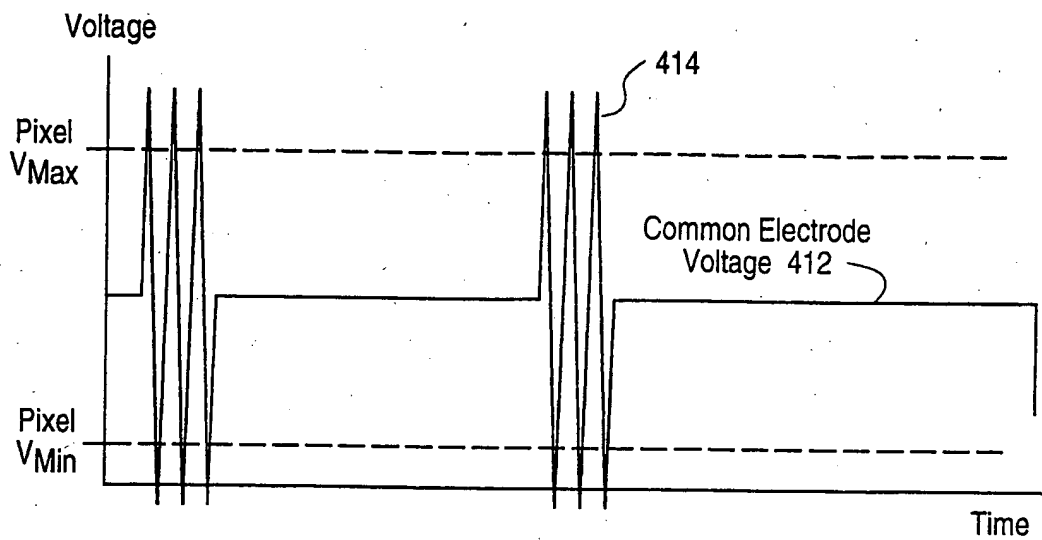 Voltage
414
Pixel
VMax
Common Electrode
Voltage 412
Pixel
VMin
Time